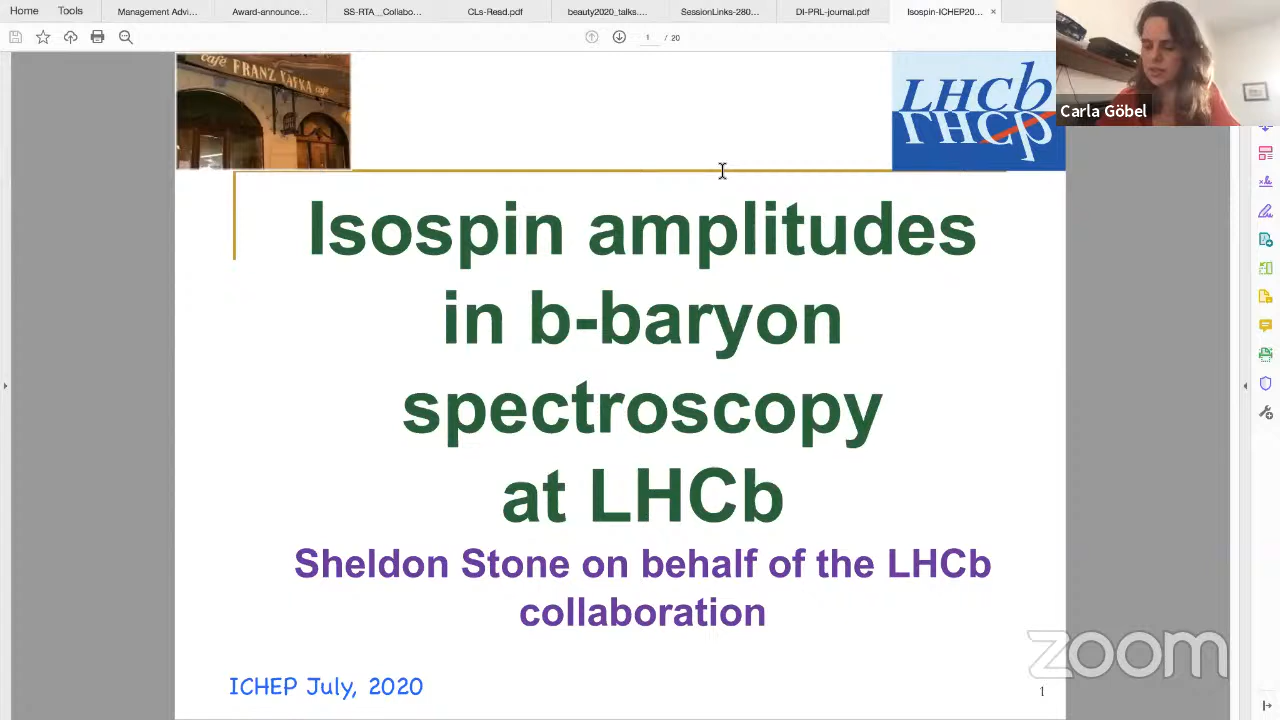 Home Tools Management Advi... Award-announce... SS-RTA__Collabo... CLs-Read.pdf beauty2020_talks.... SessionLinks-280... DI-PRL-journal.pdf Isospin-ICHEP20... ×
1 / 20
café FRANZ KAFKA café
LHCb
LHCb
Carla Göbel
Isospin amplitudes
in b-baryon
spectroscopy
at LHCb
Sheldon Stone on behalf of the LHCb
collaboration
zoom
ICHEP July, 2020
1